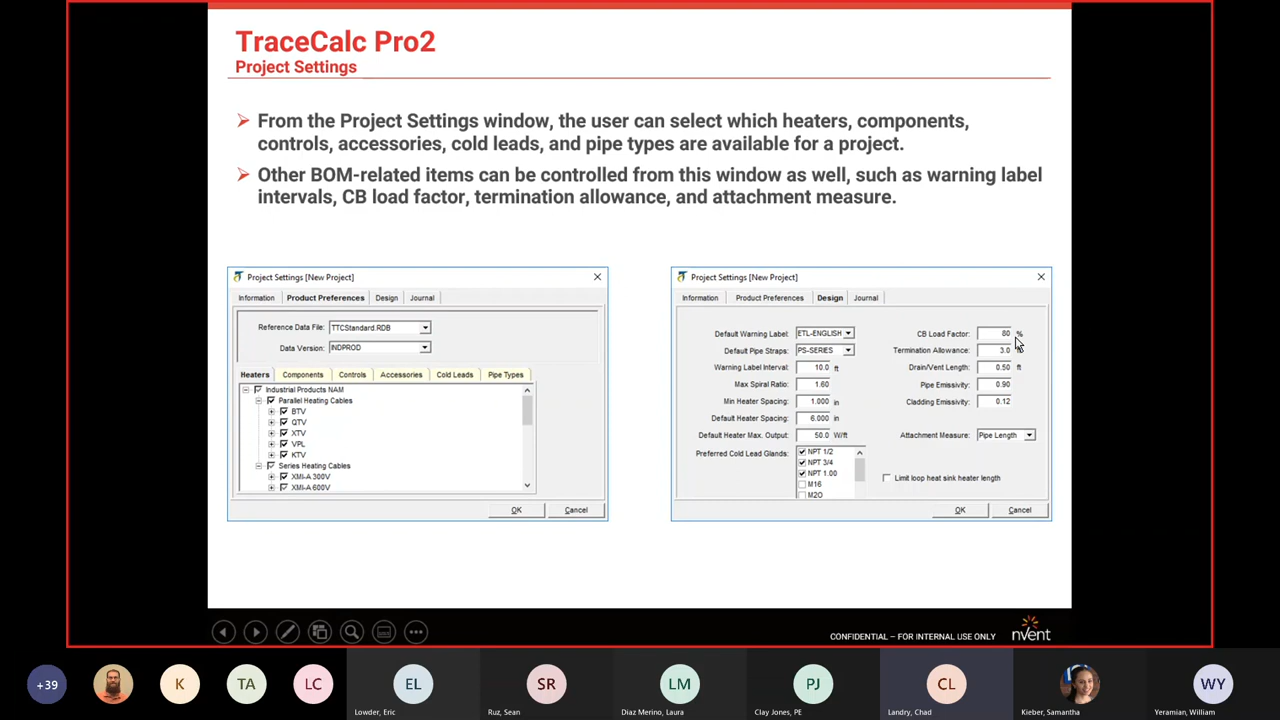 TraceCalc Pro2
Project Settings
From the Project Settings window, the user can select which heaters, components,
controls, accessories, cold leads, and pipe types are available for a project.
Other BOM-related items can be controlled from this window as well, such as warning label
intervals, CB load factor, termination allowance, and attachment measure.
Project Settings [New Project]
Information Product Preferences Design Journal
Reference Data File: TTCStandard.RDB
Data Version: INDPROD
Heaters Components Controls Accessories Cold Leads Pipe Types
Industrial Products NAM
Parallel Heating Cables
BTV
QTV
XTV
VPL
KTV
Series Heating Cables
XMI-A 300V
XMI-A 600V
OK Cancel
Project Settings [New Project]
Information Product Preferences Design Journal
Default Warning Label: ETL-ENGLISH CB Load Factor: 80 %
Default Pipe Straps: PS-SERIES Termination Allowance: 3.0
Warning Label Interval: 10.0 ft Drain/Vent Length: 0.50 ft
Max Spiral Ratio: 1.60 Pipe Emissivity: 0.90
Min Heater Spacing: 1.000 in Cladding Emissivity: 0.12
Default Heater Spacing: 6.000 in
Default Heater Max. Output: 50.0 W/ft Attachment Measure: Pipe Length
Preferred Cold Lead Glands: NPT 1/2
NPT 3/4
NPT 1.00
M16
M20
Limit loop heat sink heater length
OK Cancel
CONFIDENTIAL – FOR INTERNAL USE ONLY
nVent
+39 K TA LC EL SR LM PJ CL WY
Lowder, Eric Ruz, Sean Diaz Merino, Laura Clay Jones, PE Landry, Chad Kieber, Samantha Yeramian, William